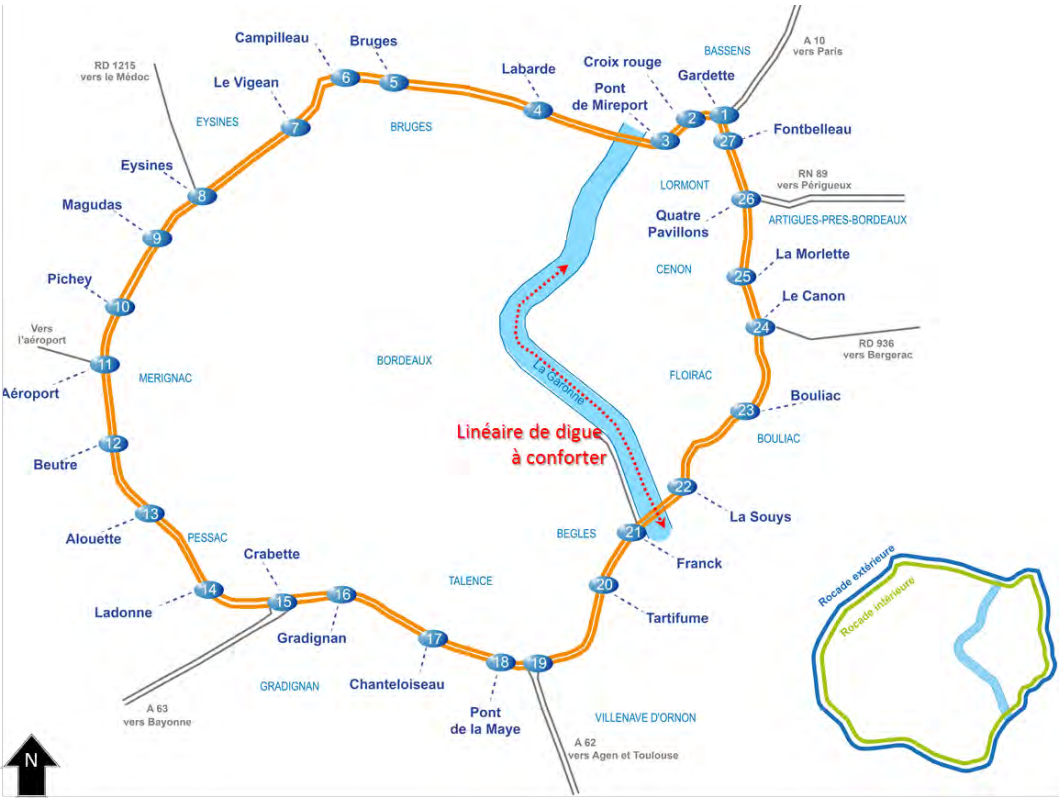 A 10
vers Paris
BASSENS
Campilleau
Bruges
Croix rouge
Gardette
RD 1215
vers le Médoc
Labarde
Pont
de Mireport
Le Vigean
6
5
4
3
2
1
7
EYSINES
BRUGES
Fontbelleau
27
Eysines
8
LORMONT
RN 89
vers Périgueux
26
Magudas
Quatre
Pavillons
ARTIGUES-PRES-BORDEAUX
9
La Morlette
CENON
25
Pichey
10
Le Canon
24
Vers
l'aéroport
RD 936
vers Bergerac
11
BORDEAUX
MERIGNAC
La Garonne
FLOIRAC
Aéroport
Bouliac
23
Linéaire de digue
à conforter
BOULIAC
12
Beutre
22
La Souys
13
Alouette
PESSAC
BEGLES
21
Franck
Crabette
TALENCE
20
14
15
16
Ladonne
Tartifume
Gradignan
17
18
19
Chanteloiseau
GRADIGNAN
Pont
de la Maye
A 63
vers Bayonne
VILLENAVE D'ORNON
A 62
vers Agen et Toulouse
Rocade extérieure
Rocade intérieure
N